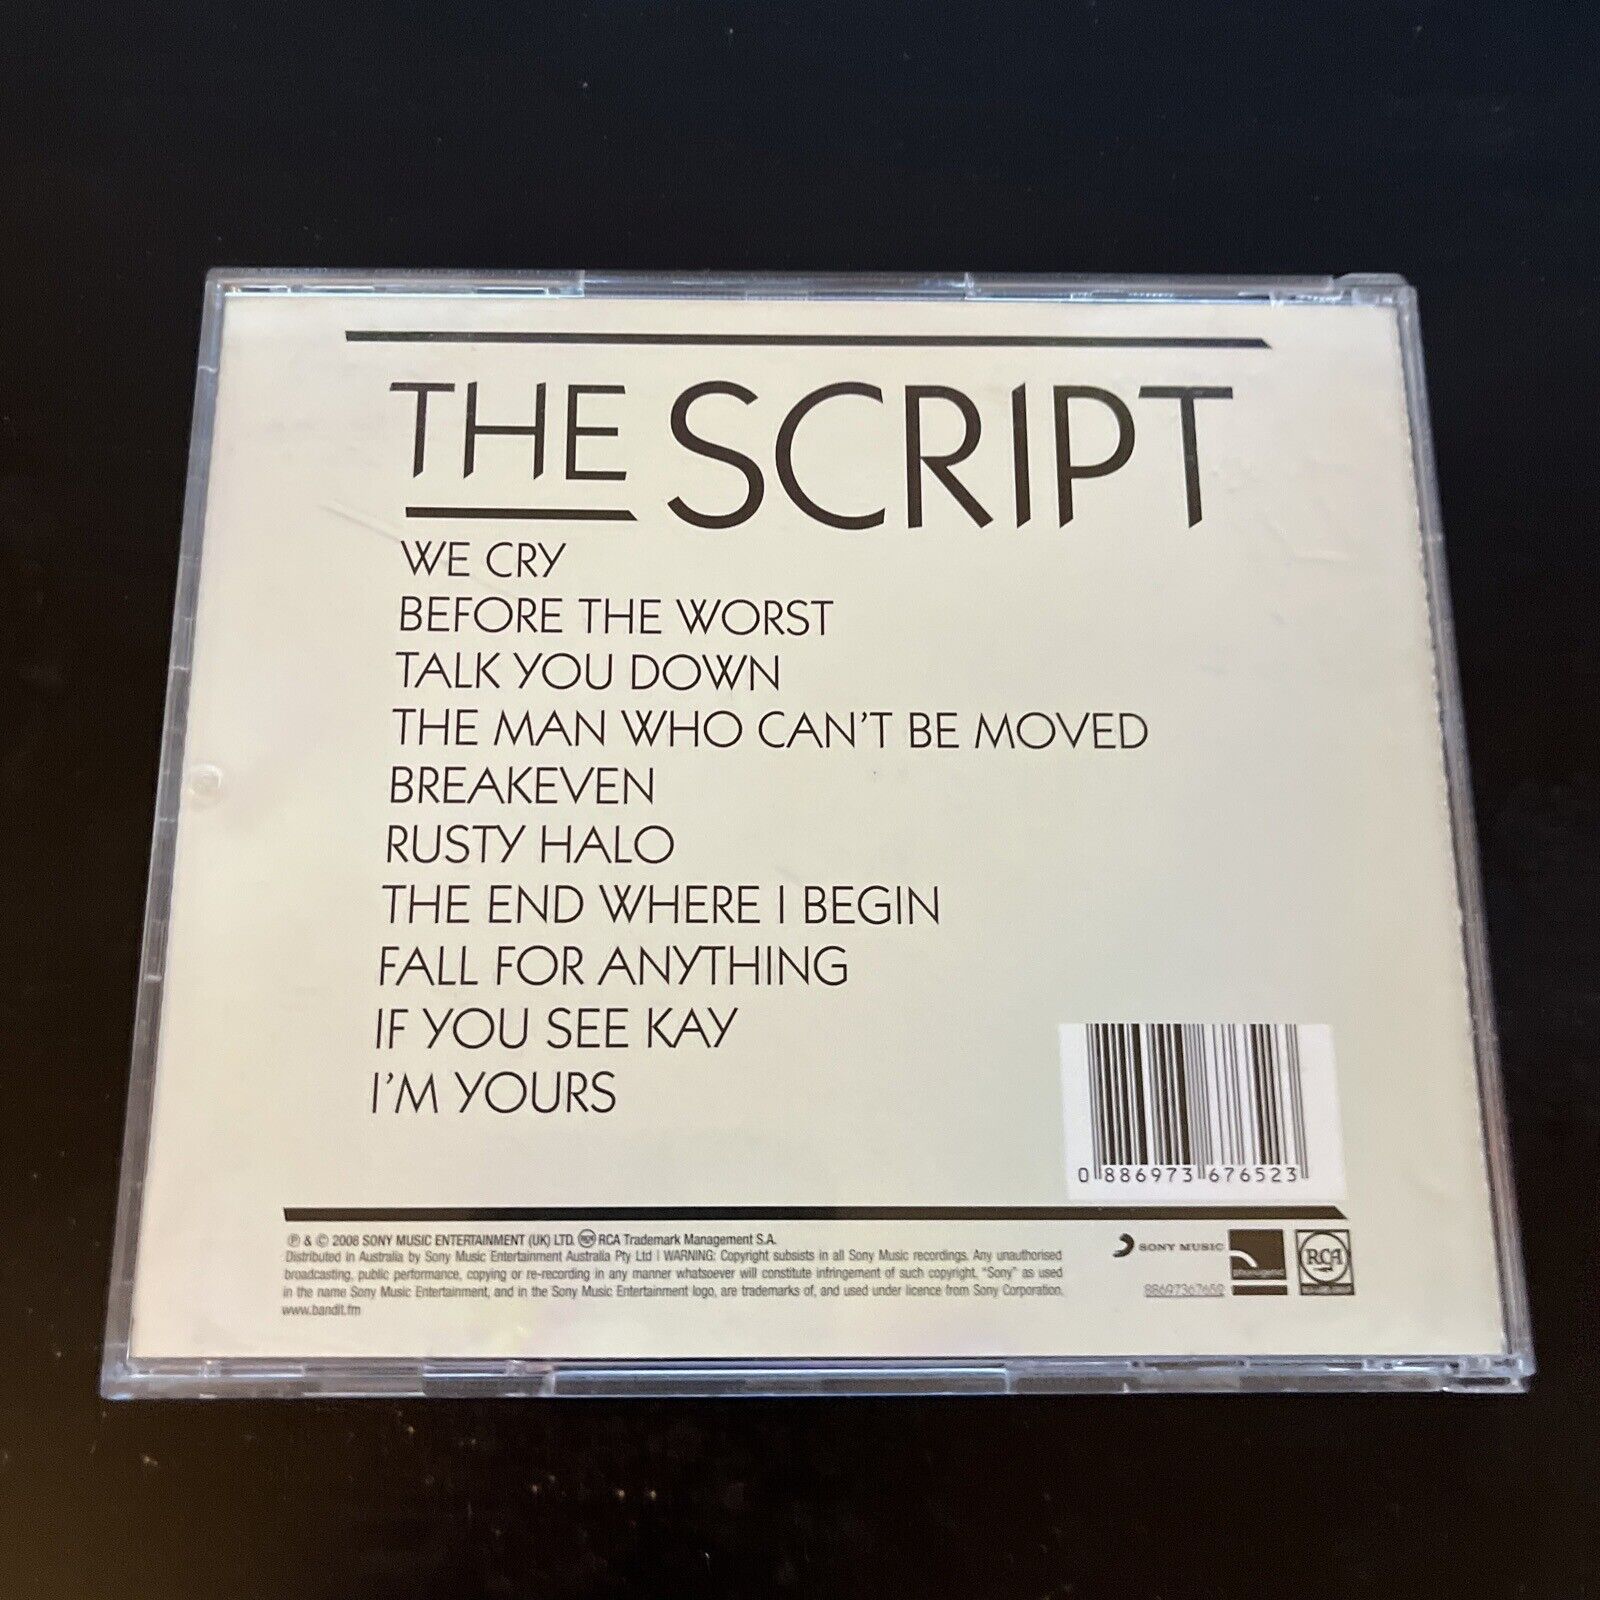 THE SCRIPT
WE CRY
BEFORE THE WORST
TALK YOU DOWN
THE MAN WHO CAN'T BE MOVED
BREAKEVEN
RUSTY HALO
THE END WHERE I BEGIN
FALL FOR ANYTHING
IF YOU SEE KAY
I'M YOURS
0 886973 676523
℗ & © 2008 SONY MUSIC ENTERTAINMENT (UK) LTD. RCA RCA Trademark Management S.A.
Distributed in Australia by Sony Music Entertainment Australia Pty Ltd | WARNING: Copyright subsists in all Sony Music recordings. Any unauthorised
broadcasting, public performance, copying or re-recording in any manner whatsoever will constitute infringement of such copyright. "Sony" as used
in the name Sony Music Entertainment, and in the Sony Music Entertainment logo, are trademarks of, and used under licence from Sony Corporation.
www.bandit.fm
SONY MUSIC
88697367652
phonogenic
RCA